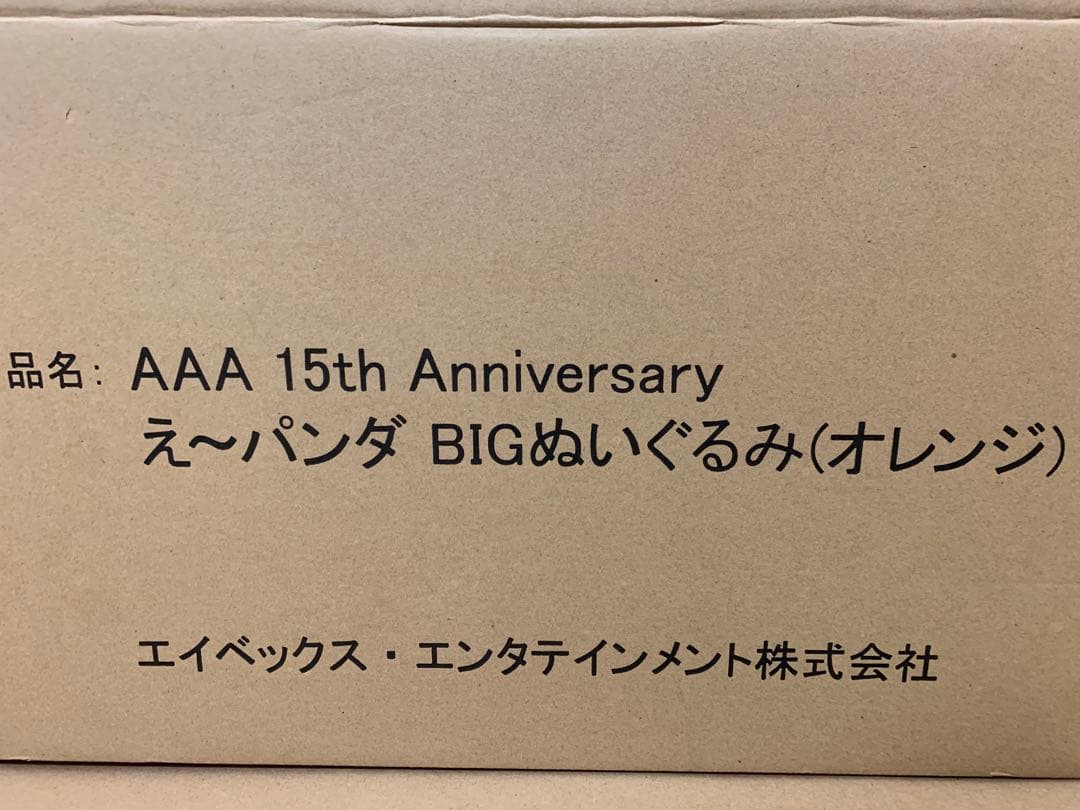 品名: AAA 15th Anniversary
え〜パンダ BIGぬいぐるみ(オレンジ)
エイベックス・エンタテインメント株式会社